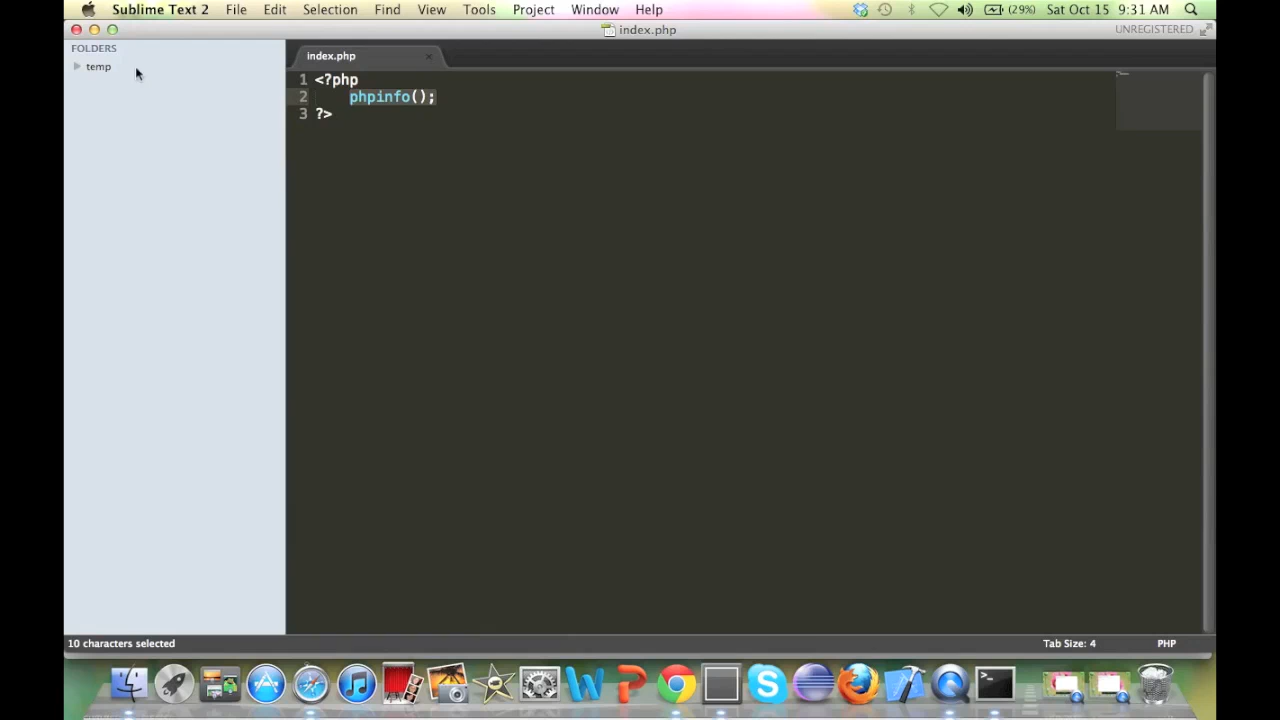 Sublime Text 2 File Edit Selection Find View Tools Project Window Help (29%) Sat Oct 15 9:31 AM
index.php UNREGISTERED
FOLDERS
temp
index.php
1 <?php
2 phpinfo();
3 ?>
10 characters selected Tab Size: 4 PHP